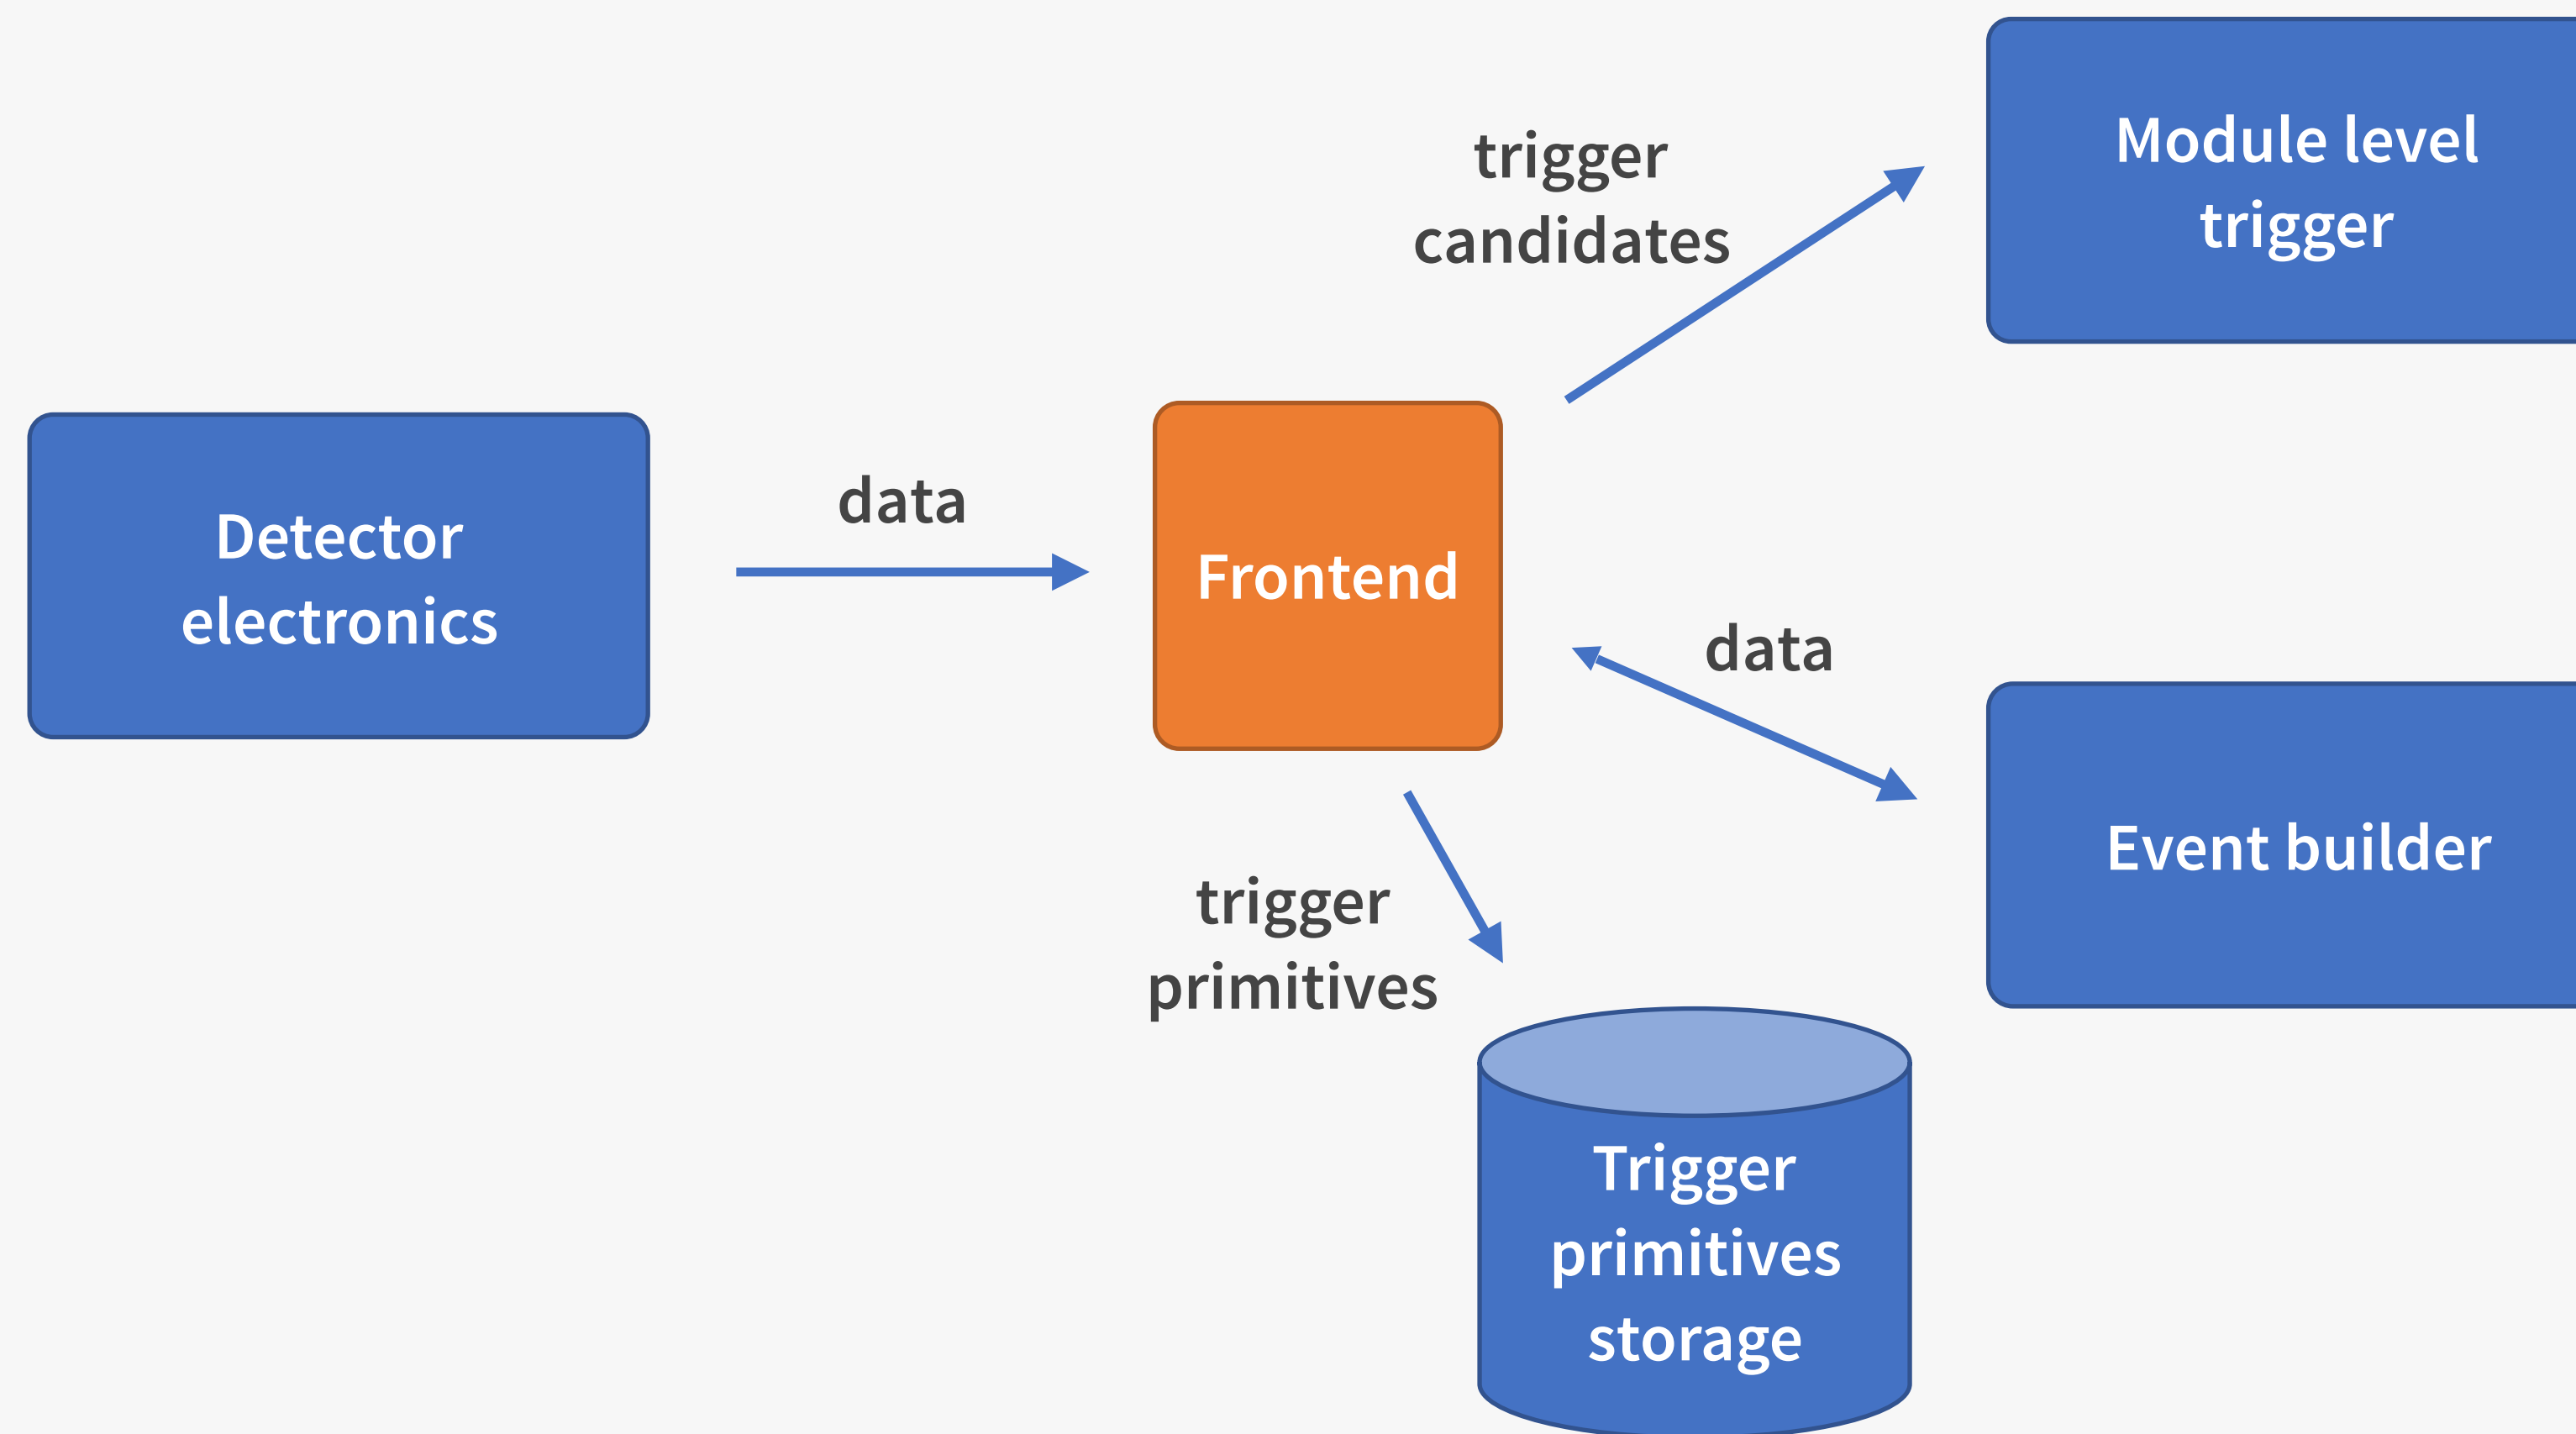 trigger
candidates
Module level
trigger
Detector
electronics
data
Frontend
data
Event builder
trigger
primitives
Trigger
primitives
storage